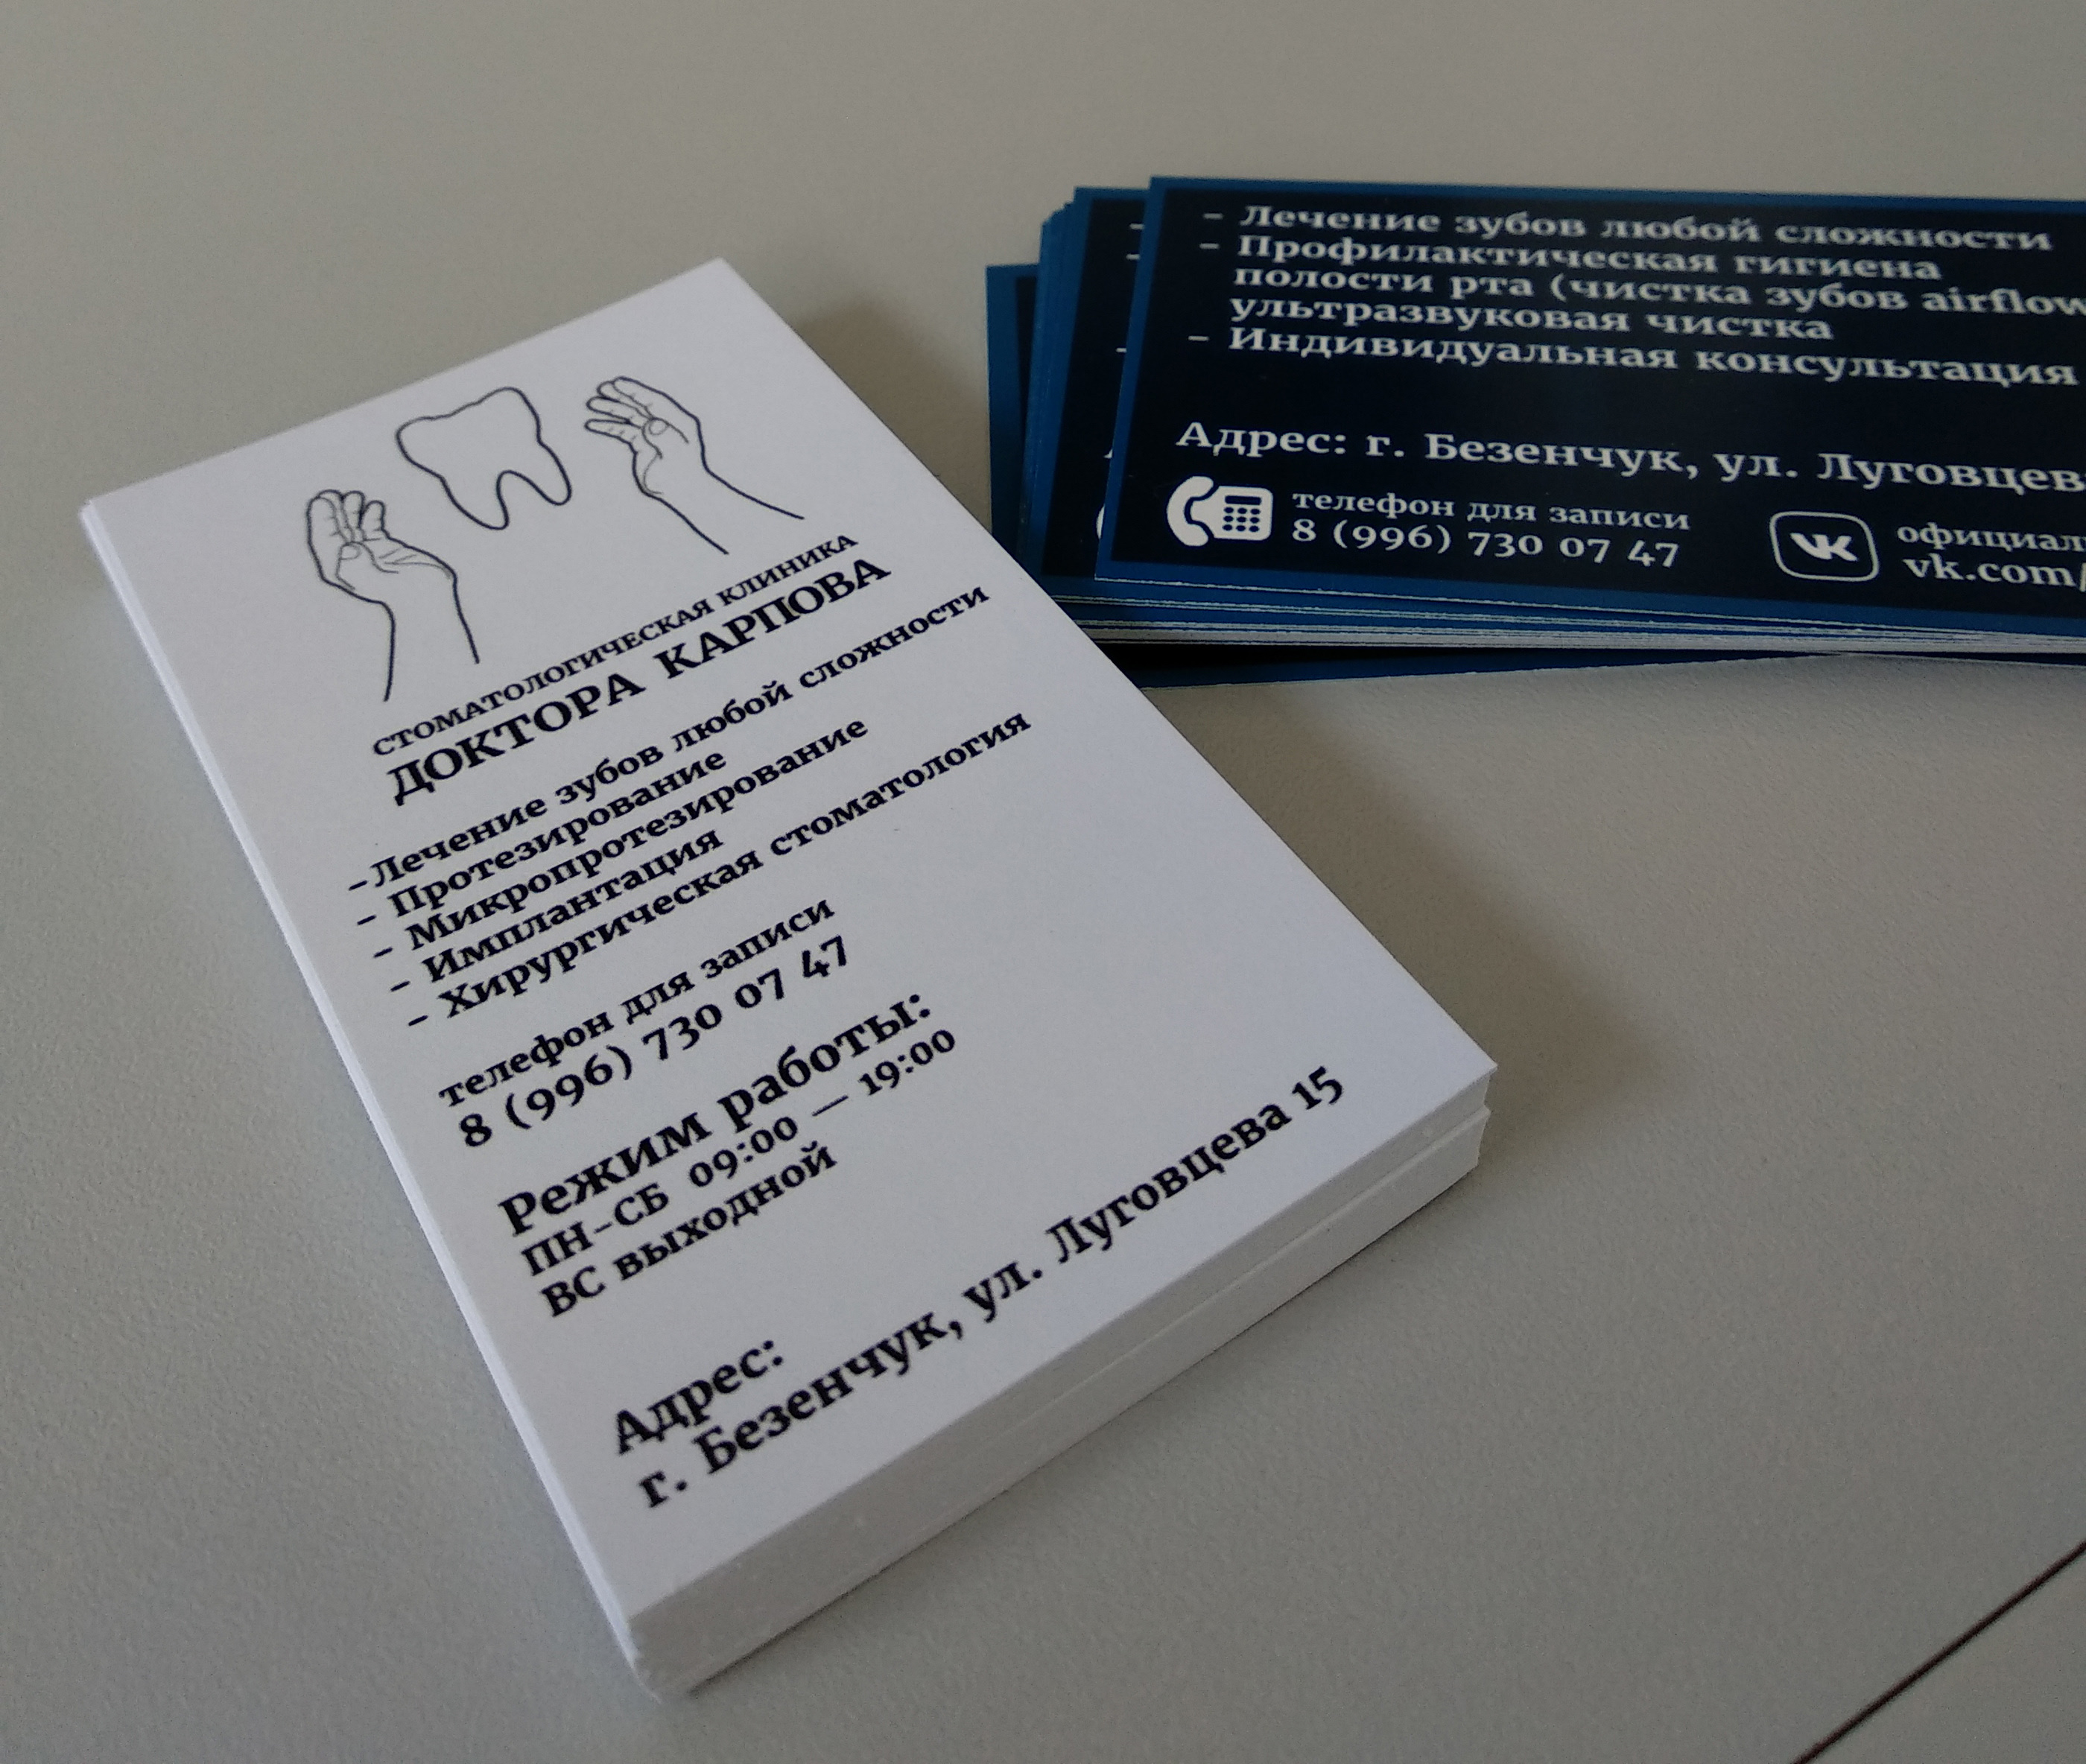 СТОМАТОЛОГИЧЕСКАЯ КЛИНИКА
ДОКТОРА КАРПОВА
-Лечение зубов любой сложности
- Протезирование
- Микропротезирование
- Имплантация
- Хирургическая стоматология
телефон для записи
8 (996) 730 07 47
Режим работы:
ПН-СБ 09:00 — 19:00
ВС выходной
Адрес:
г. Безенчук, ул. Луговцева 15
- Лечение зубов любой сложности
- Профилактическая гигиена
полости рта (чистка зубов airflow
ультразвуковая чистка
- Индивидуальная консультация
Адрес: г. Безенчук, ул. Луговцев
телефон для записи
8 (996) 730 07 47
VK
официал
vk.com/